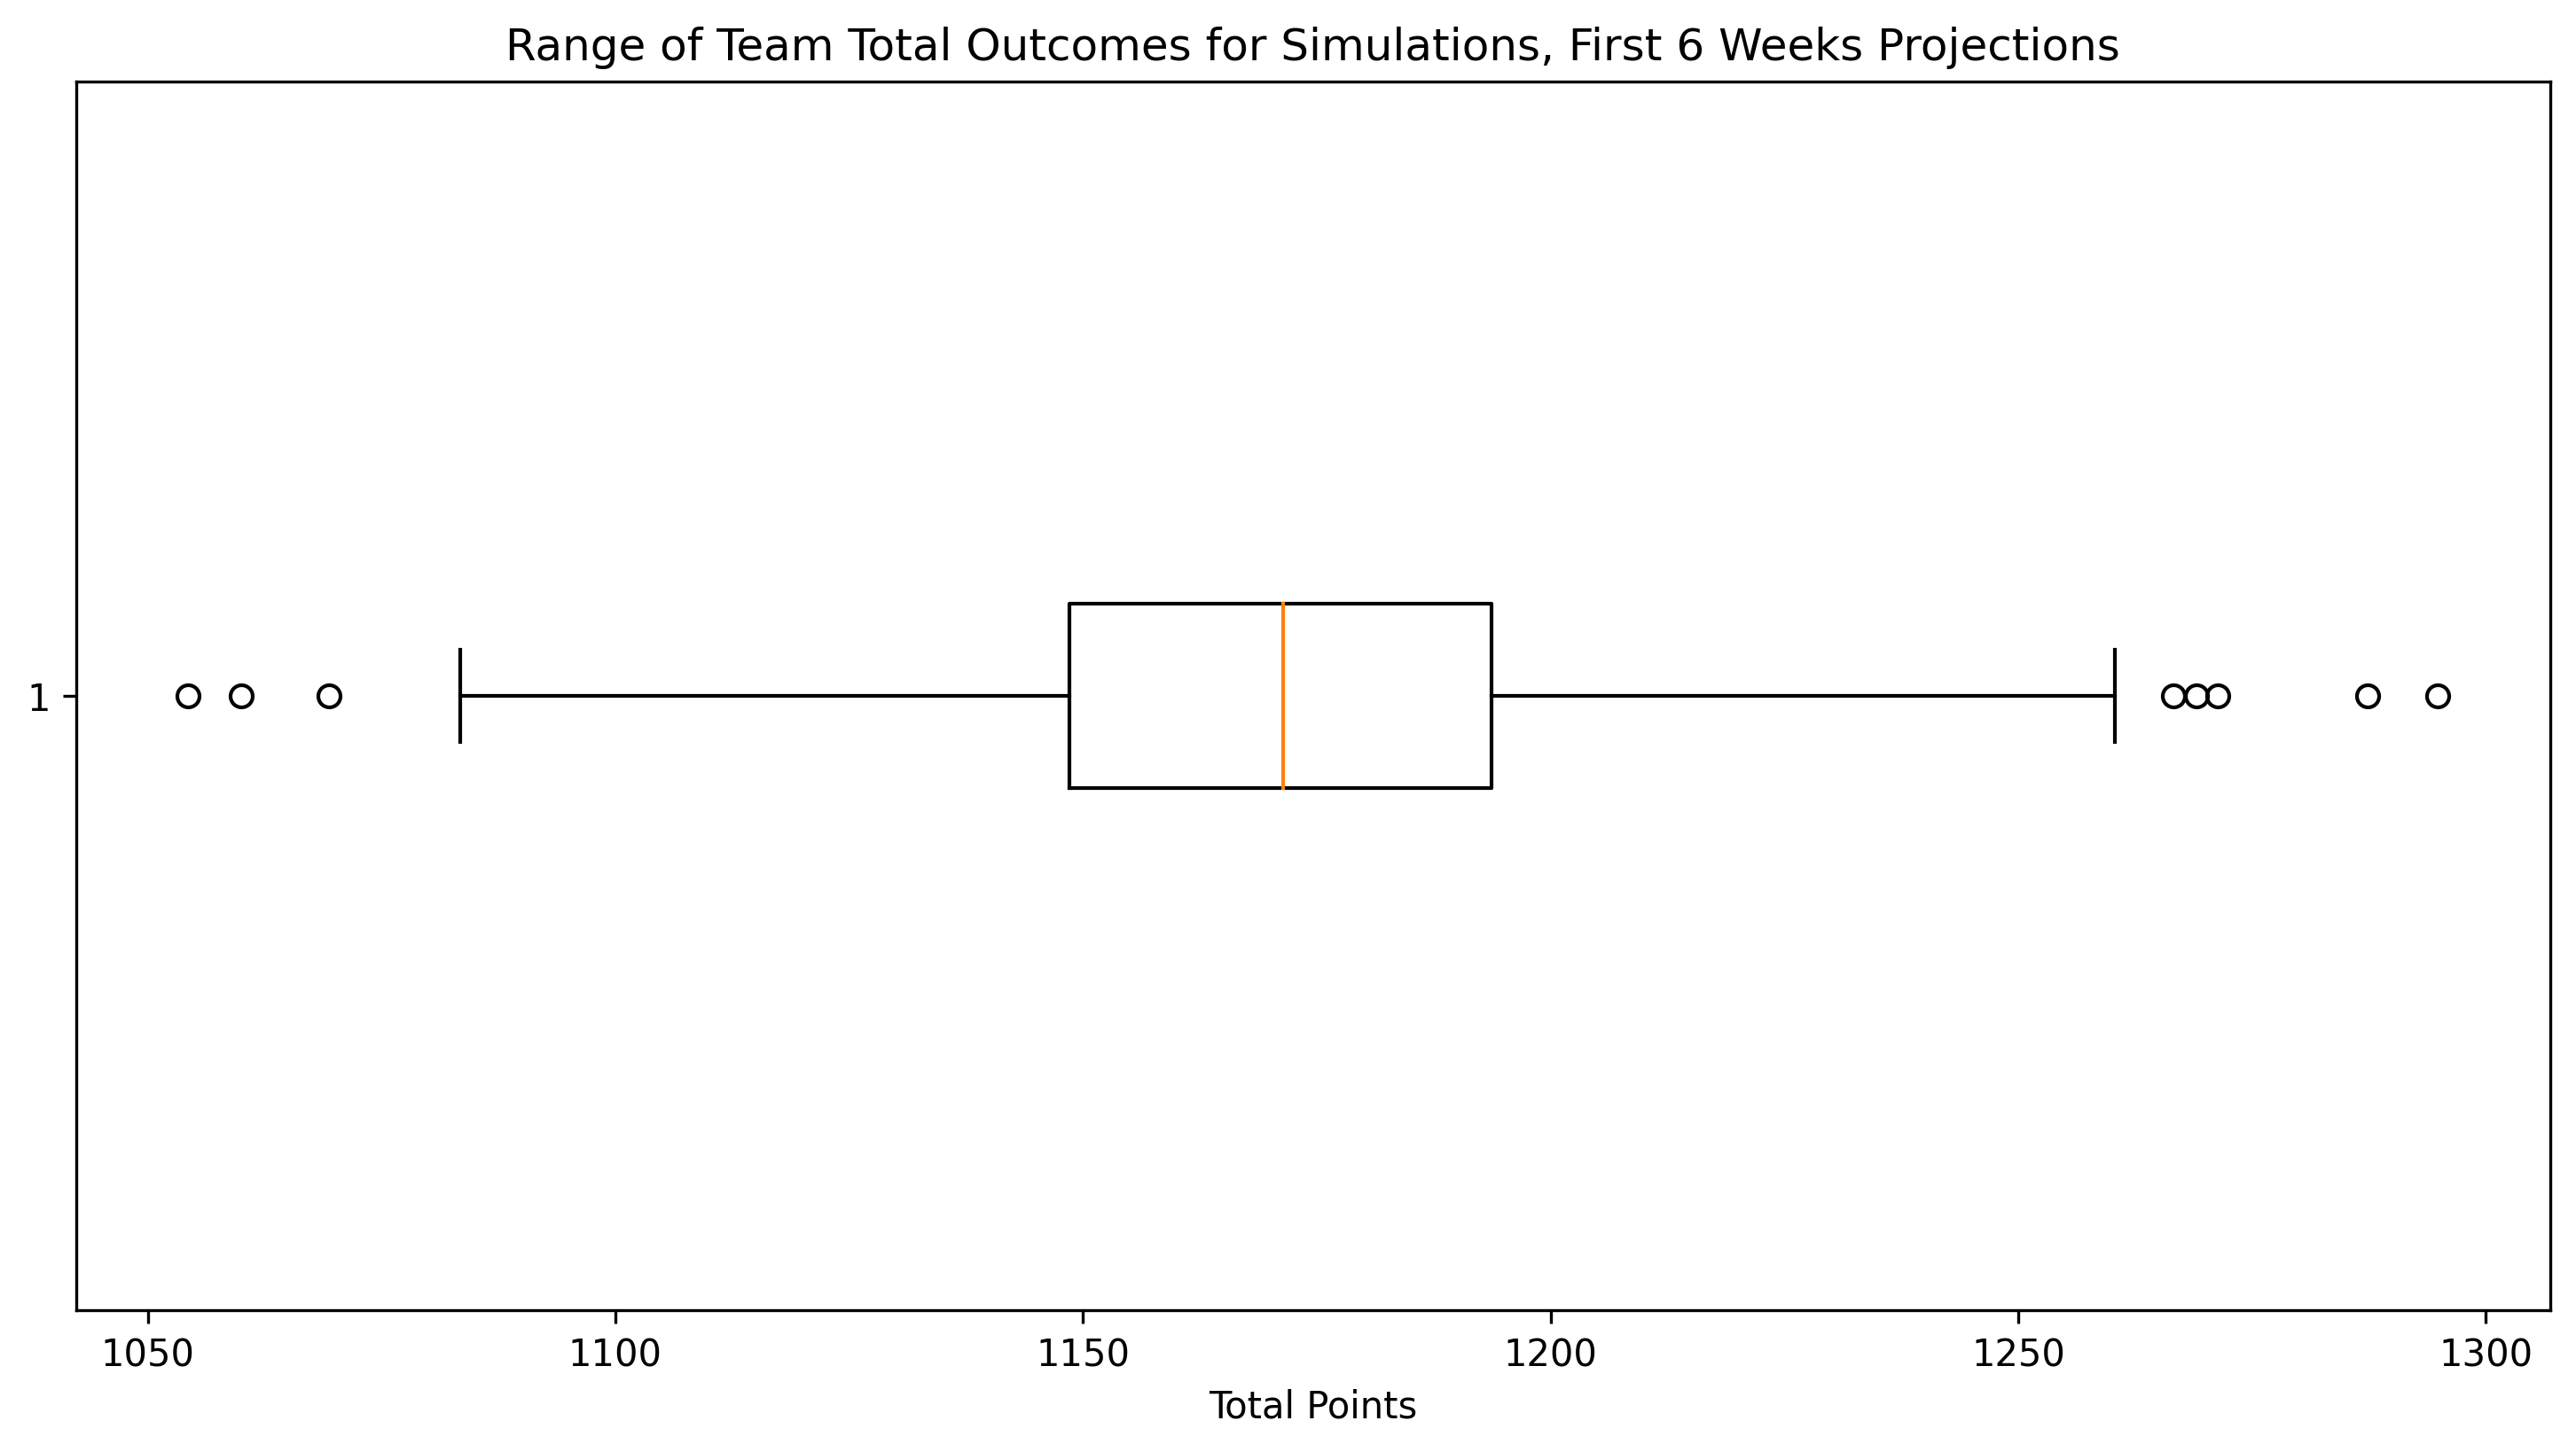 Range of Team Total Outcomes for Simulations, First 6 Weeks Projections
1
1050 1100 1150 1200 1250 1300
Total Points